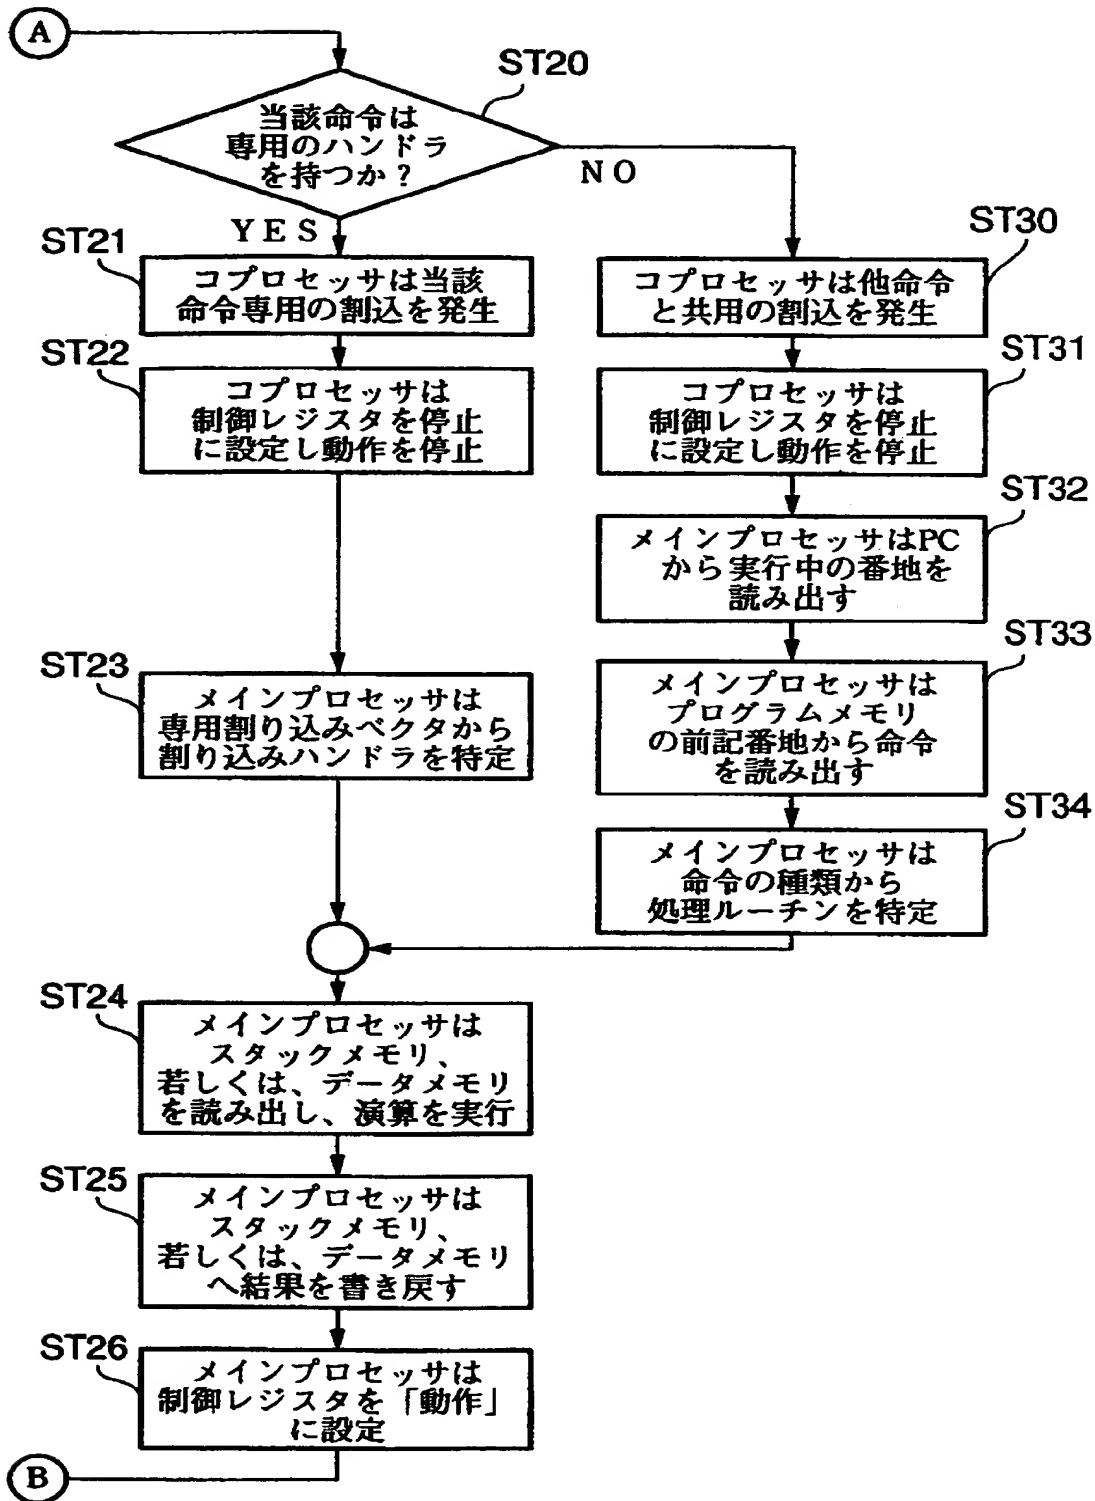 A
ST20
当該命令は
専用のハンドラ
を持つか？
NO
YES
ST21
コプロセッサは当該
命令専用の割込を発生
ST30
コプロセッサは他命令
と共用の割込を発生
ST22
コプロセッサは
制御レジスタを停止
に設定し動作を停止
ST31
コプロセッサは
制御レジスタを停止
に設定し動作を停止
ST32
メインプロセッサはPC
から実行中の番地を
読み出す
ST23
メインプロセッサは
専用割り込みベクタから
割り込みハンドラを特定
ST33
メインプロセッサは
プログラムメモリ
の前記番地から命令
を読み出す
ST34
メインプロセッサは
命令の種類から
処理ルーチンを特定
ST24
メインプロセッサは
スタックメモリ、
若しくは、データメモリ
を読み出し、演算を実行
ST25
メインプロセッサは
スタックメモリ、
若しくは、データメモリ
へ結果を書き戻す
ST26
メインプロセッサは
制御レジスタを「動作」
に設定
B